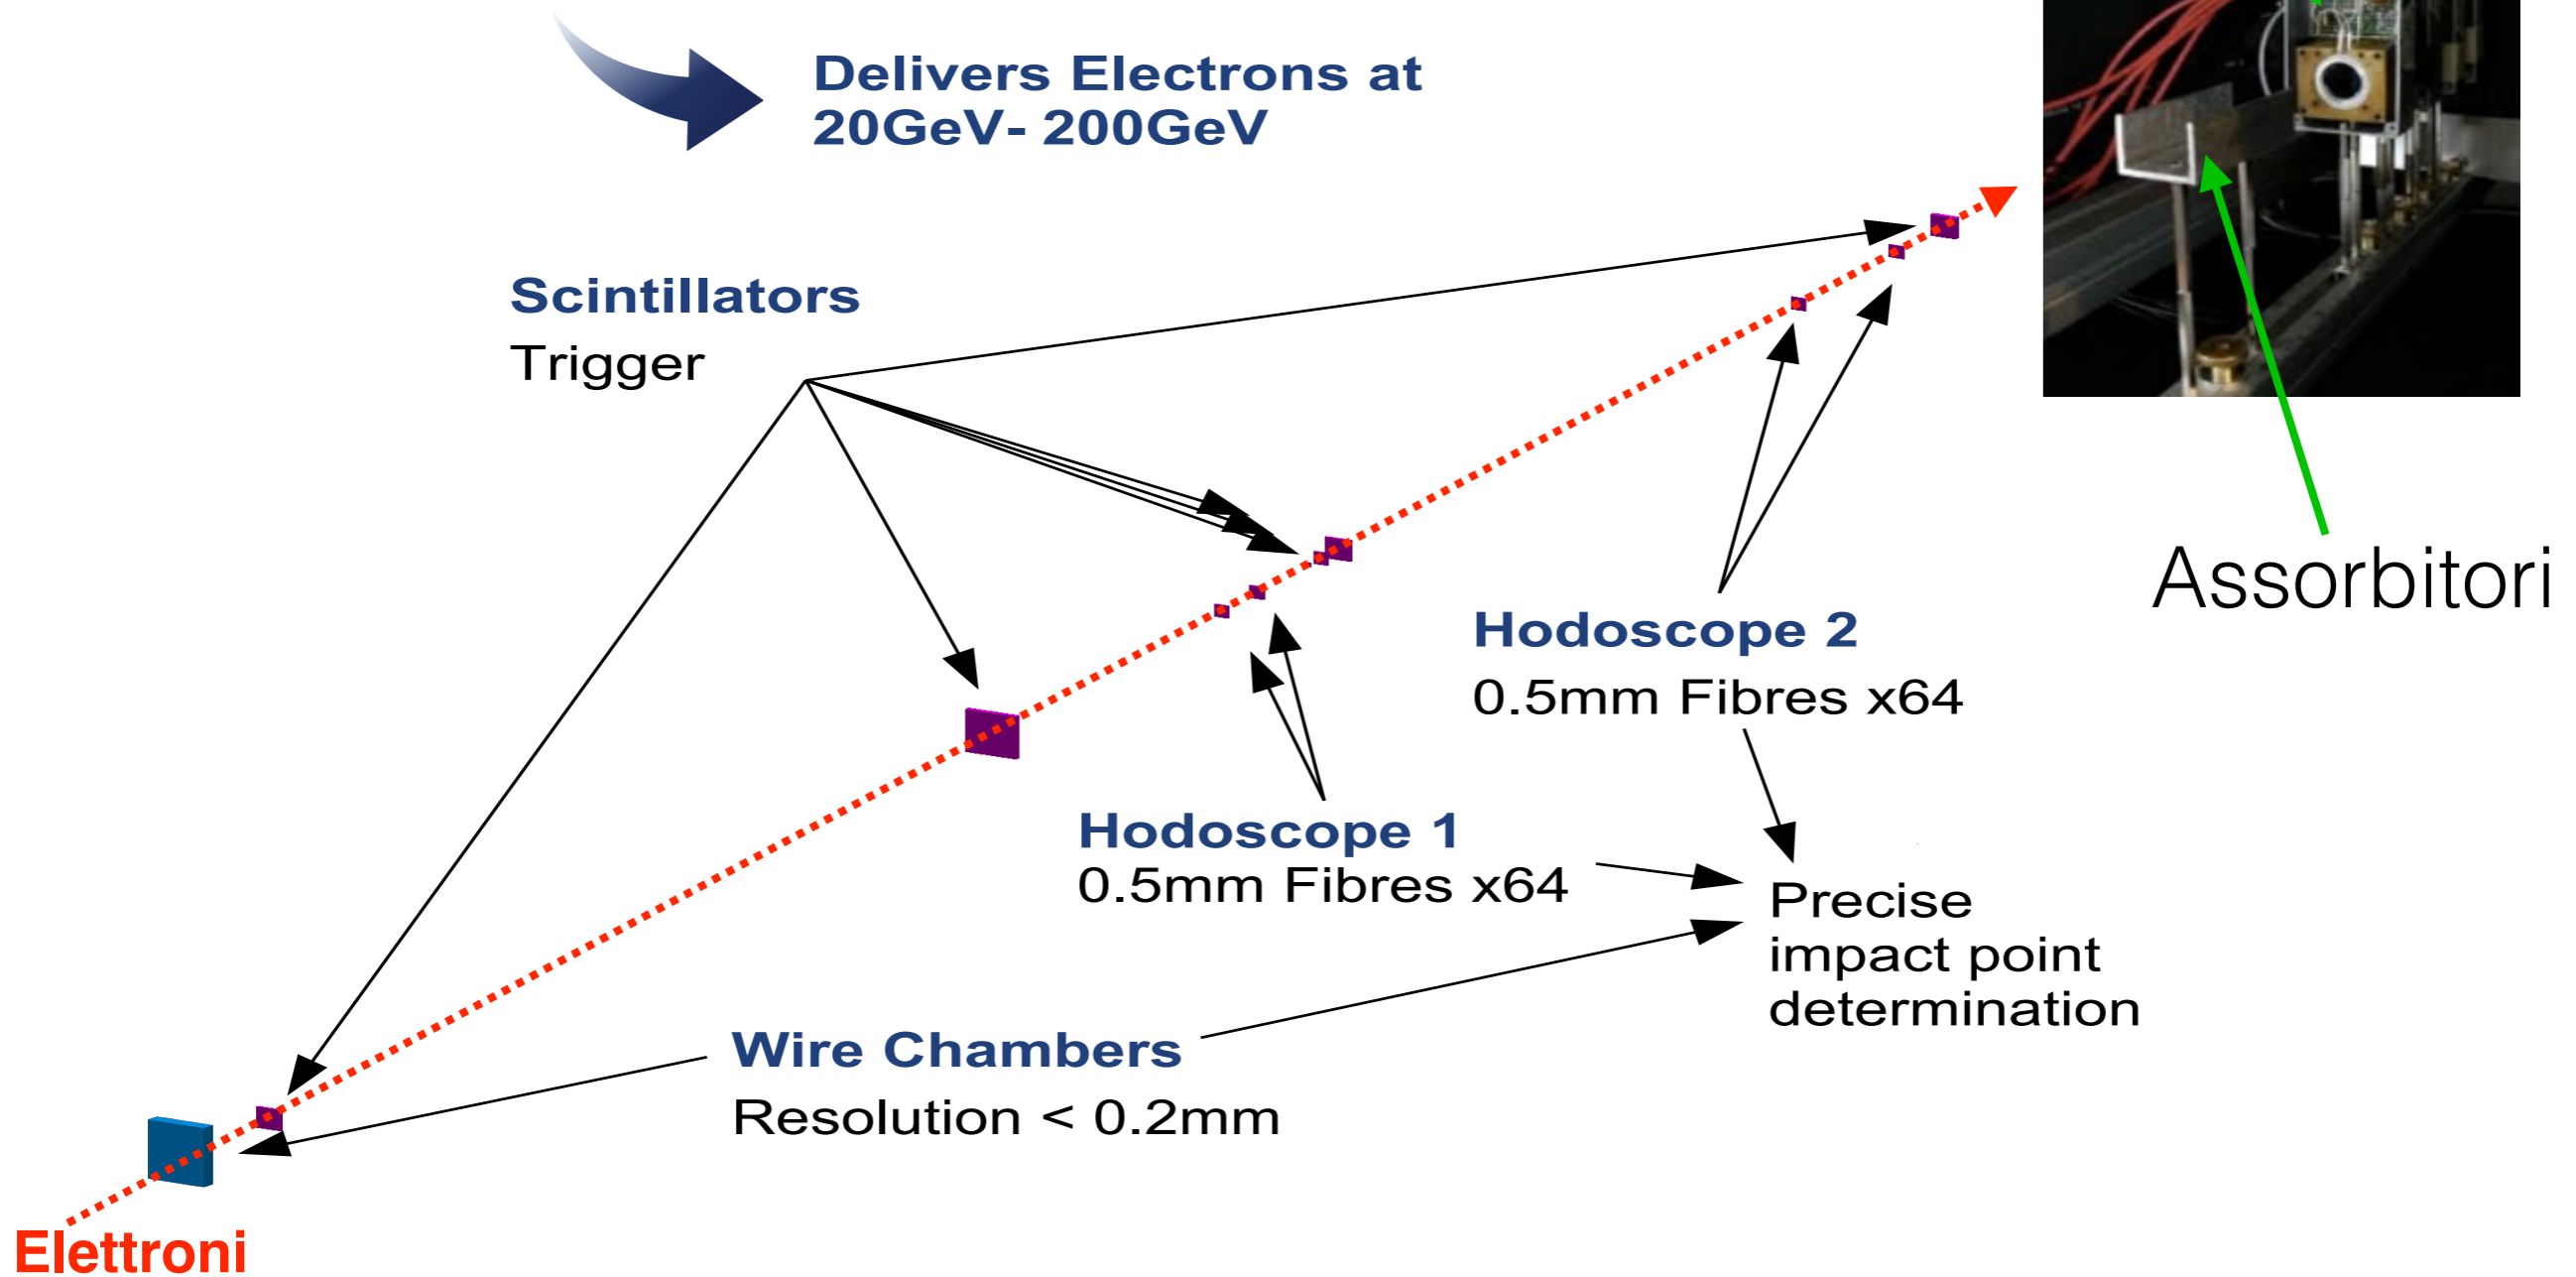 Delivers Electrons at
20GeV- 200GeV
Scintillators
Trigger
Assorbitori
Hodoscope 2
0.5mm Fibres x64
Hodoscope 1
0.5mm Fibres x64
Precise
impact point
determination
Wire Chambers
Resolution < 0.2mm
Elettroni